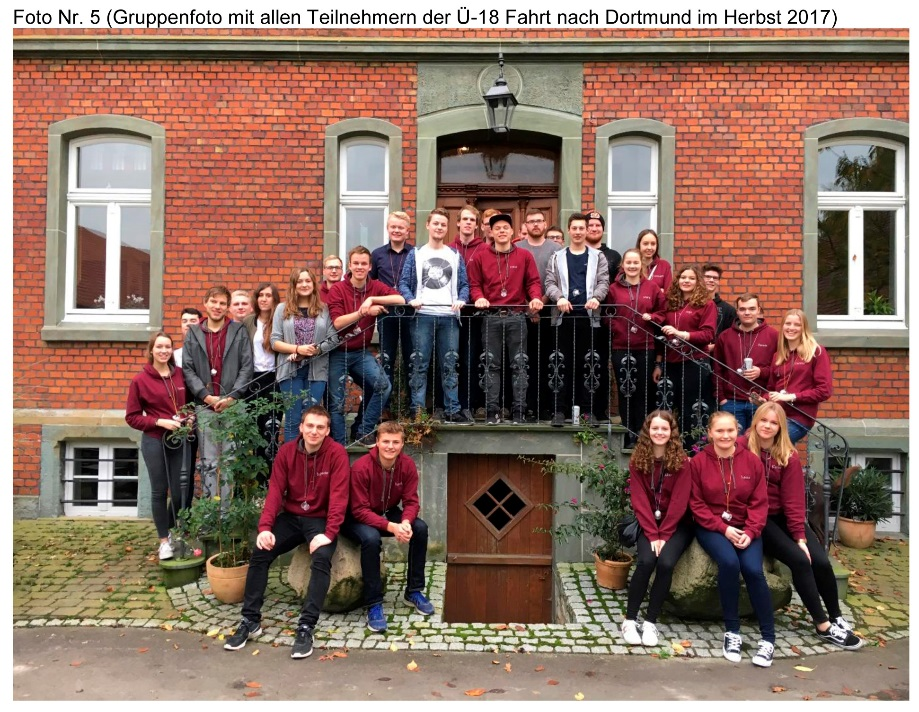 Foto Nr. 5 (Gruppenfoto mit allen Teilnehmern der Ü-18 Fahrt nach Dortmund im Herbst 2017)